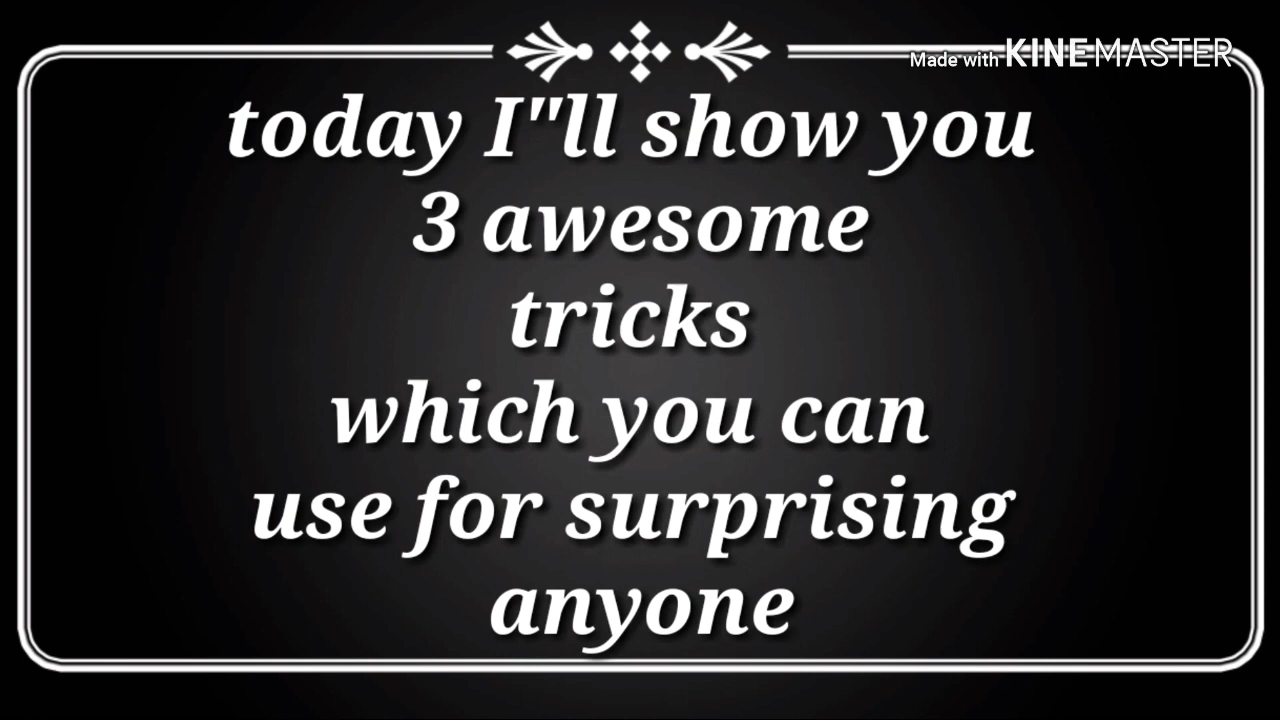 Made with KINEMASTER
today I"ll show you
3 awesome
tricks
which you can
use for surprising
anyone